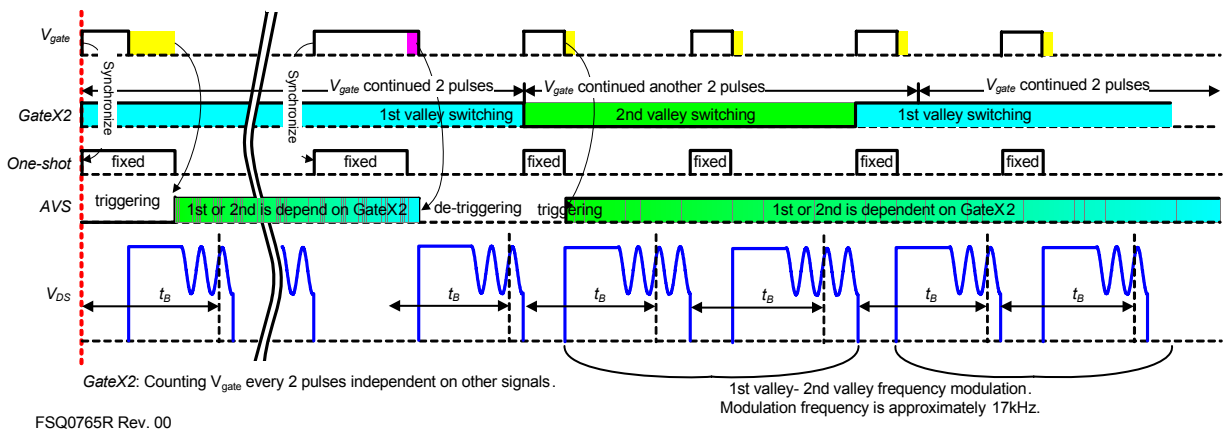 Vgate
Synchronize
Synchronize
Vgate continued 2 pulses
Vgate continued another 2 pulses
Vgate continued 2 pulses
GateX2
1st valley switching
2nd valley switching
1st valley switching
One-shot
fixed
fixed
fixed
fixed
fixed
fixed
AVS
triggering
1st or 2nd is depend on GateX2
de-triggering
triggering
1st or 2nd is dependent on GateX2
VDS
tB
tB
tB
tB
tB
tB
GateX2: Counting Vgate every 2 pulses independent on other signals.
1st valley- 2nd valley frequency modulation.
Modulation frequency is approximately 17kHz.
FSQ0765R Rev. 00